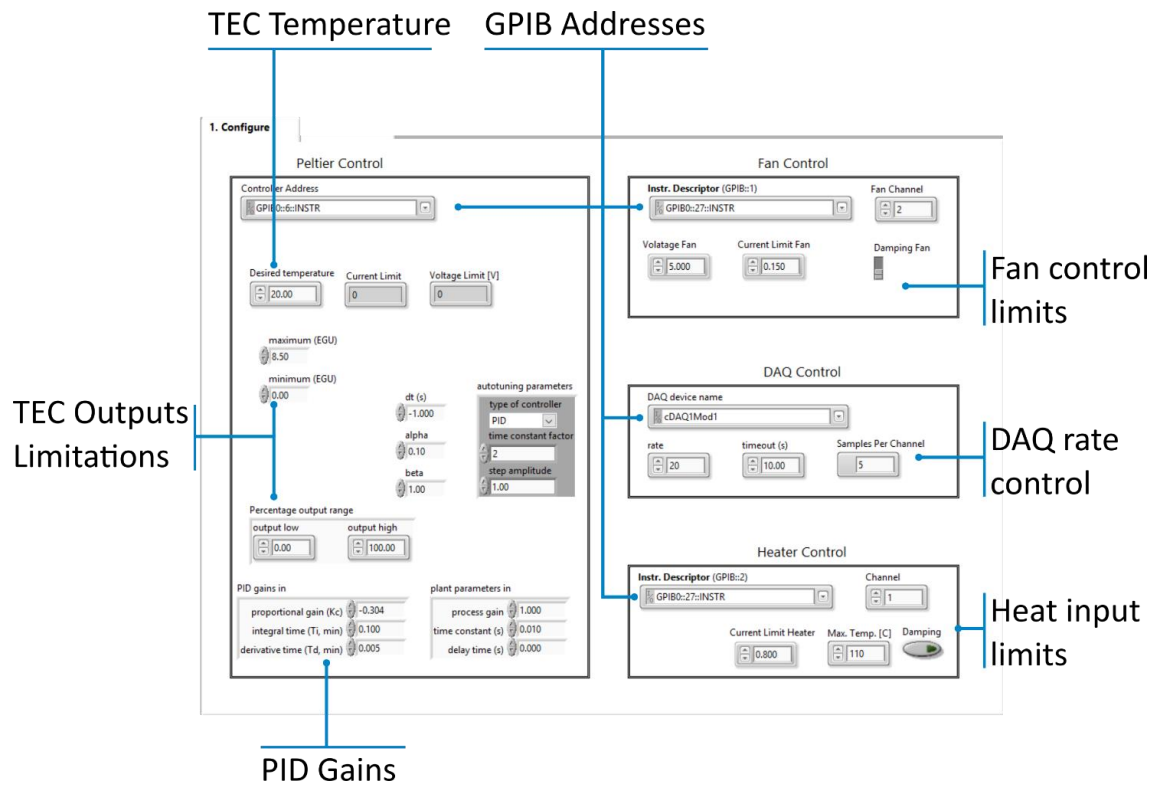 TEC Temperature
GPIB Addresses
1. Configure
Peltier Control
Controller Address
GPIB0::6::INSTR
Desired temperature
20.00
Current Limit
0
Voltage Limit [V]
0
maximum (EGU)
8.50
minimum (EGU)
0.00
dt (s)
-1.000
alpha
0.10
beta
1.00
autotuning parameters
type of controller
PID
time constant factor
2
step amplitude
1.00
Percentage output range
output low
0.00
output high
100.00
PID gains in
proportional gain (Kc) -0.304
integral time (Ti, min) 0.100
derivative time (Td, min) 0.005
plant parameters in
process gain 1.000
time constant (s) 0.010
delay time (s) 0.000
Fan Control
Instr. Descriptor (GPIB::1)
GPIB0::27::INSTR
Fan Channel
2
Volatage Fan
5.000
Current Limit Fan
0.150
Damping Fan
DAQ Control
DAQ device name
cDAQ1Mod1
rate
20
timeout (s)
10.00
Samples Per Channel
5
Heater Control
Instr. Descriptor (GPIB::2)
GPIB0::27::INSTR
Channel
1
Current Limit Heater
0.800
Max. Temp. [C]
110
Damping
Fan control
limits
DAQ rate
control
Heat input
limits
TEC Outputs
Limitations
PID Gains